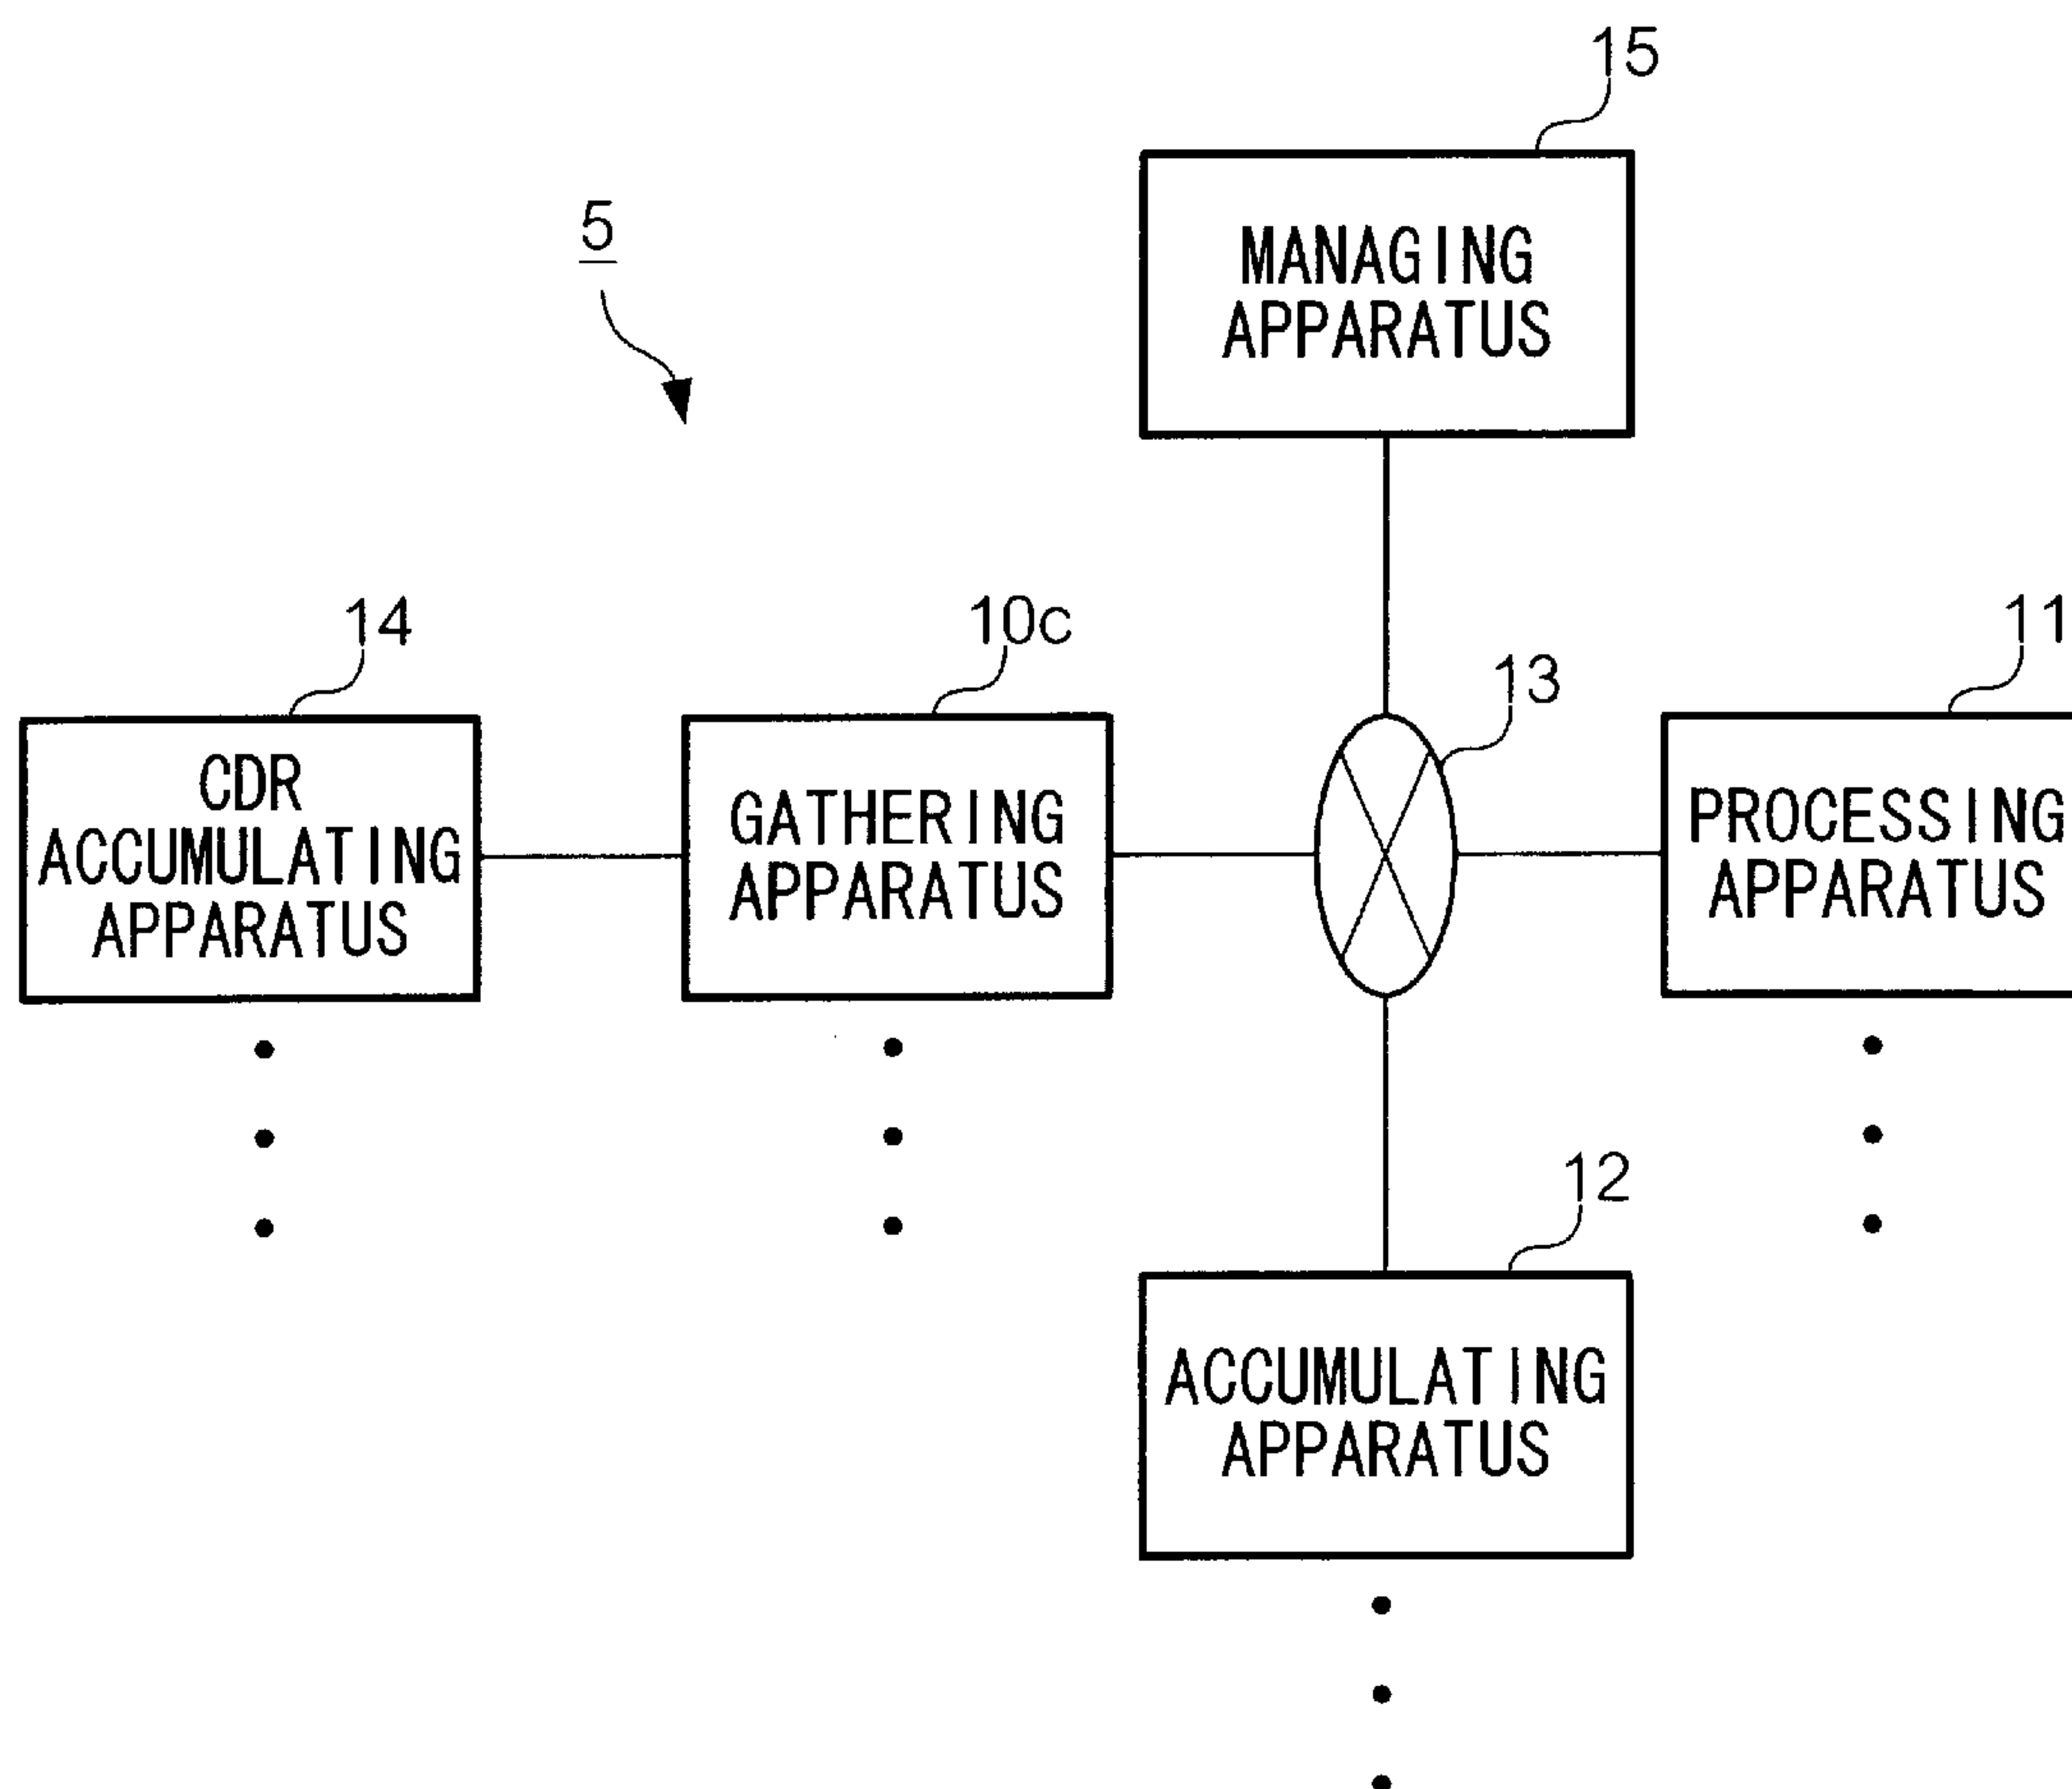 15
5
MANAGING
APPARATUS
14
10c
13
11
CDR
ACCUMULATING
APPARATUS
GATHERING
APPARATUS
PROCESSING
APPARATUS
12
ACCUMULATING
APPARATUS